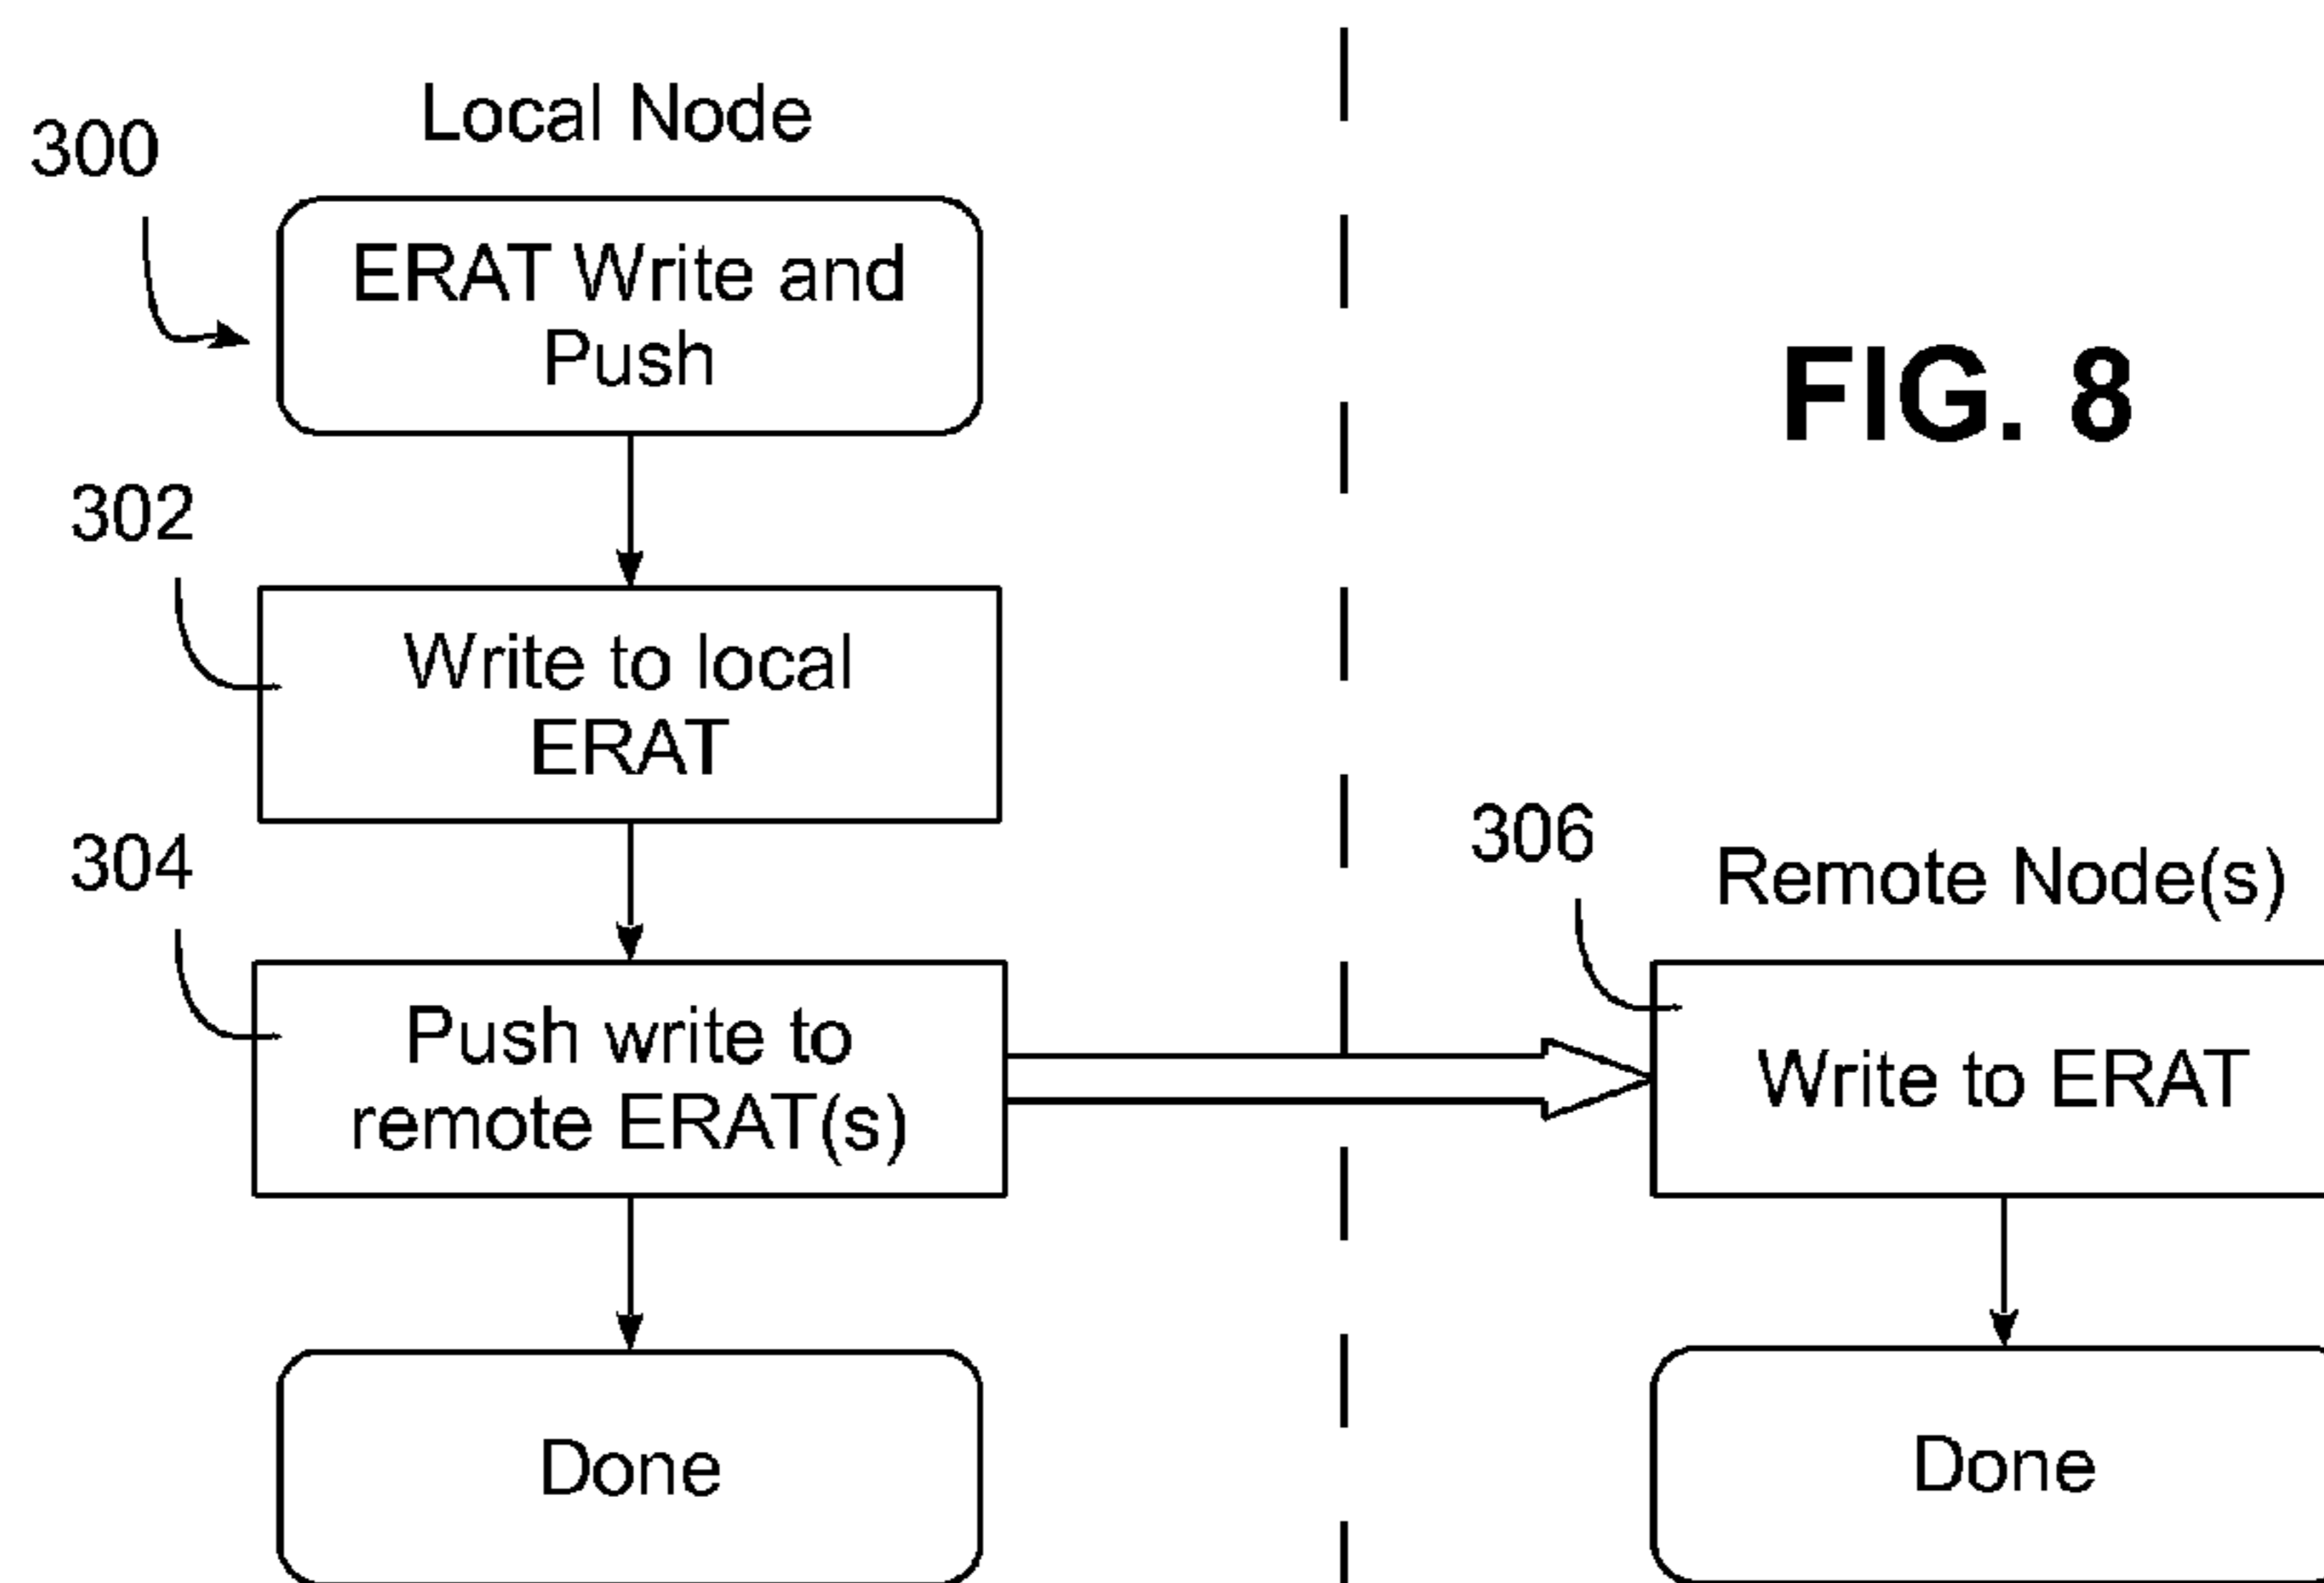 Local Node
300
ERAT Write and
Push
FIG. 8
302
Write to local
ERAT
304
Push write to
remote ERAT(s)
306
Remote Node(s)
Write to ERAT
Done
Done